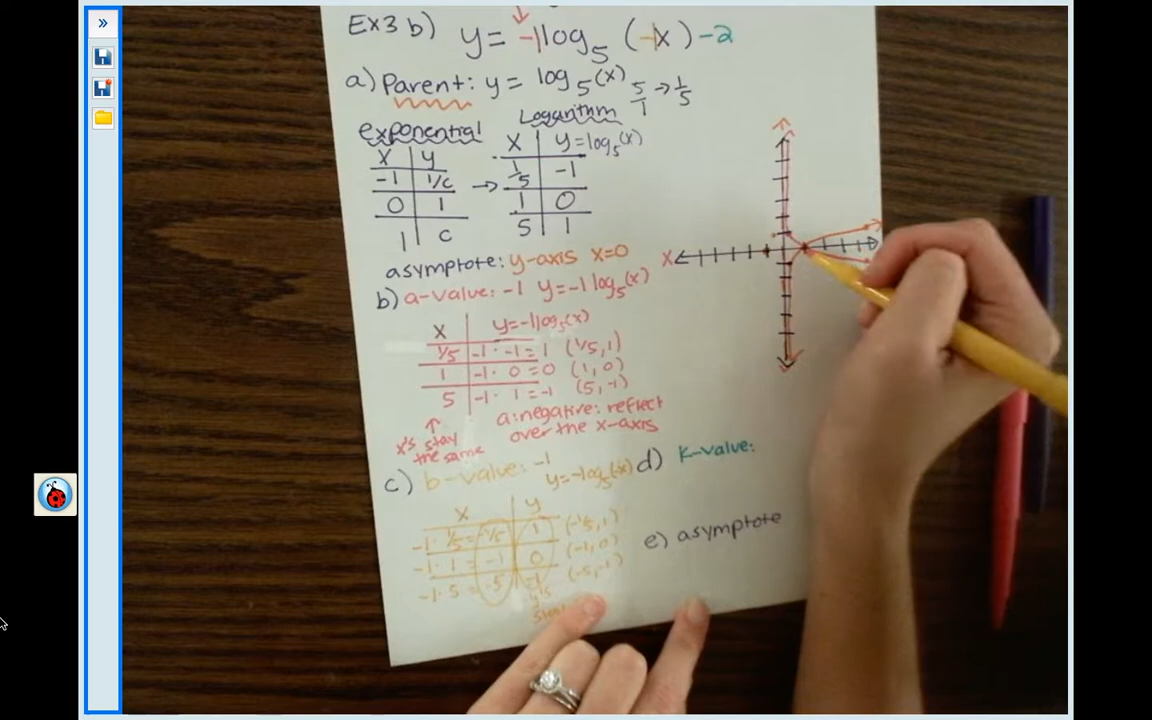 Ex3 b) y = -1log₅ (-1x) -2
a) Parent: y = log₅(x) 5/1 → 1/5
exponential Logarithm
x y → x y=log₅(x)
-1 1/c 1/5 -1
0 1 1 0
1 c 5 1
asymptote: y-axis x=0
b) a-value: -1 y=-1 log₅(x)
x y=-1log₅(x)
1/5 -1· -1 = 1 (1/5, 1)
1 -1· 0 = 0 (1, 0)
5 -1· 1 = -1 (5, -1)
↑
x's stay
the same
a: negative: reflect
over the x-axis
c) b-value: -1
y=-log₅(-x)
x y
-1· 1/5 = -1/5 1 (-1/5, 1)
-1· 1 = -1 0 (-1, 0)
-1· 5 = -5 -1 (-5, -1)
y's
d) K-value:
e) asymptote
X
»